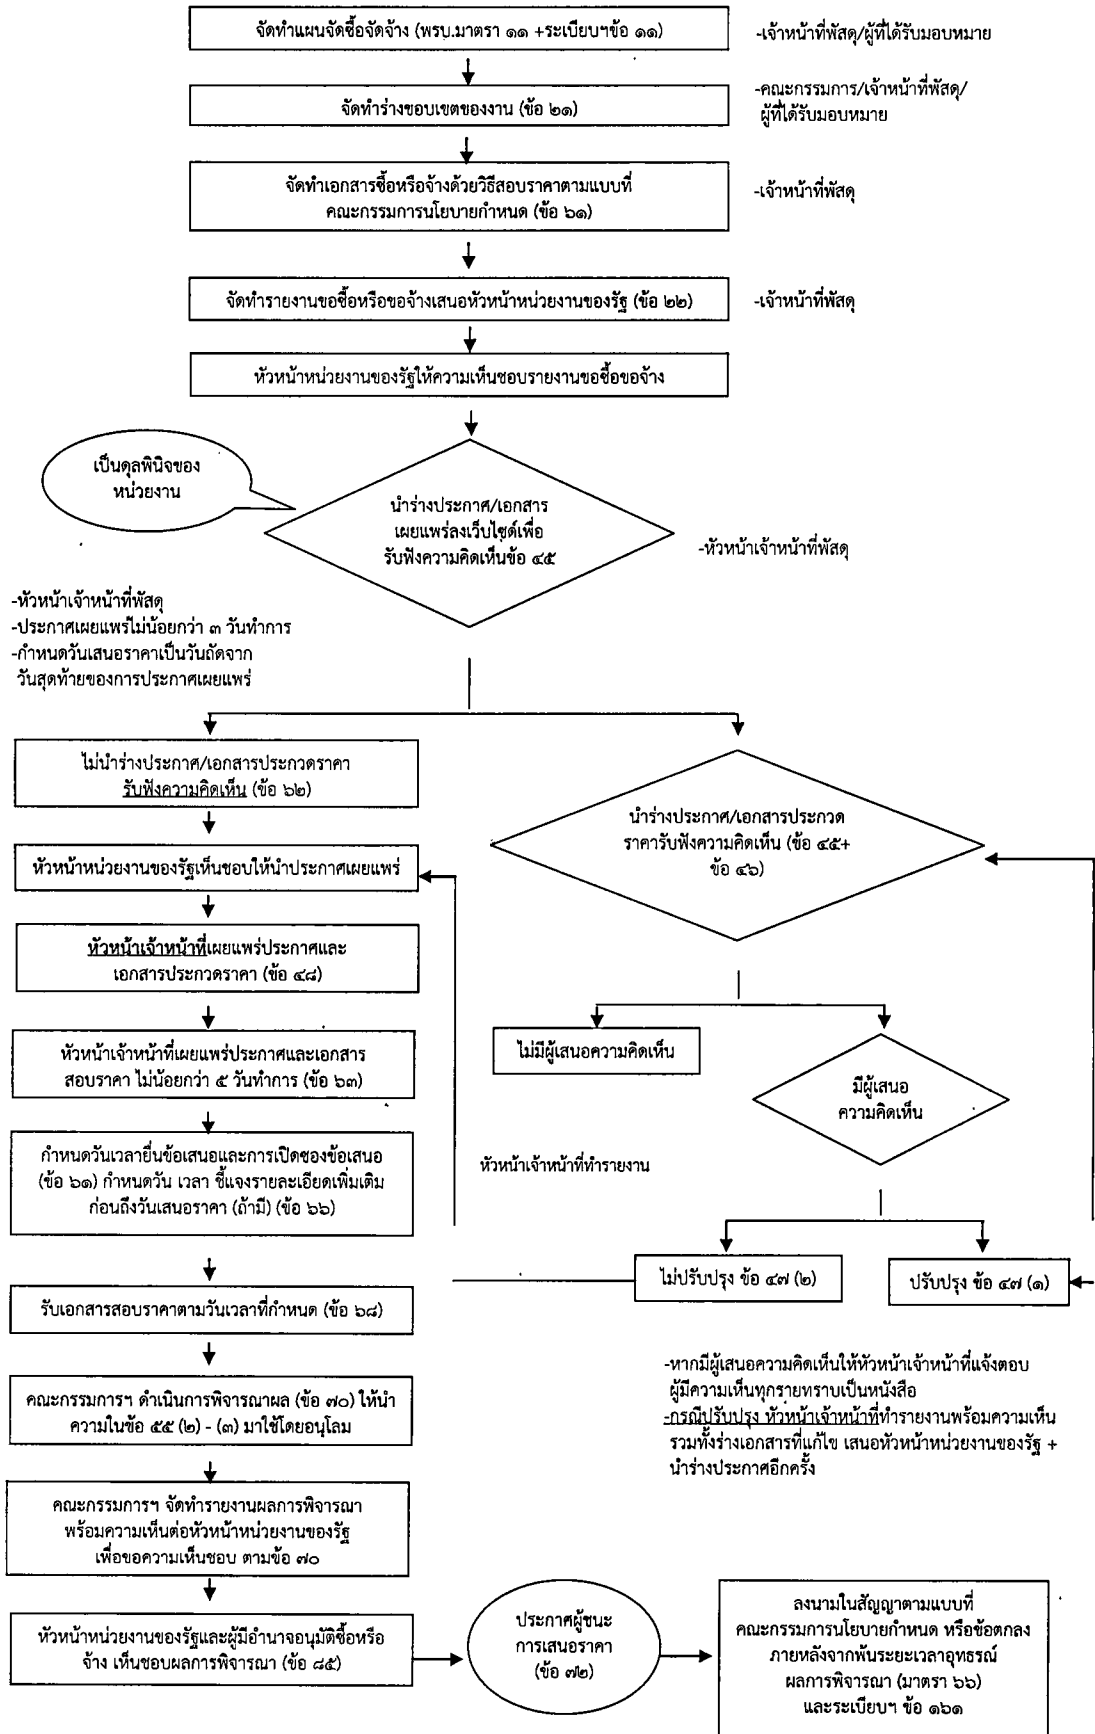 จัดทำแผนจัดซื้อจัดจ้าง (พรบ.มาตรา ๑๑ +ระเบียบฯข้อ ๑๑)
-เจ้าหน้าที่พัสดุ/ผู้ที่ได้รับมอบหมาย
จัดทำร่างขอบเขตของงาน (ข้อ ๒๑)
-คณะกรรมการ/เจ้าหน้าที่พัสดุ/
ผู้ที่ได้รับมอบหมาย
จัดทำเอกสารซื้อหรือจ้างด้วยวิธีสอบราคาตามแบบที่
คณะกรรมการนโยบายกำหนด (ข้อ ๖๑)
-เจ้าหน้าที่พัสดุ
จัดทำรายงานขอซื้อหรือขอจ้างเสนอหัวหน้าหน่วยงานของรัฐ (ข้อ ๒๒)
-เจ้าหน้าที่พัสดุ
หัวหน้าหน่วยงานของรัฐให้ความเห็นชอบรายงานขอซื้อขอจ้าง
เป็นดุลพินิจของ
หน่วยงาน
นำร่างประกาศ/เอกสาร
เผยแพร่ลงเว็บไซต์เพื่อ
รับฟังความคิดเห็นข้อ ๔๕
-หัวหน้าเจ้าหน้าที่พัสดุ
-หัวหน้าเจ้าหน้าที่พัสดุ
-ประกาศเผยแพร่ไม่น้อยกว่า ๓ วันทำการ
-กำหนดวันเสนอราคาเป็นวันถัดจาก
วันสุดท้ายของการประกาศเผยแพร่
ไม่นำร่างประกาศ/เอกสารประกวดราคา
รับฟังความคิดเห็น (ข้อ ๖๒)
นำร่างประกาศ/เอกสารประกวด
ราคารับฟังความคิดเห็น (ข้อ ๔๕+
ข้อ ๔๖)
หัวหน้าหน่วยงานของรัฐเห็นชอบให้นำประกาศเผยแพร่
หัวหน้าเจ้าหน้าที่เผยแพร่ประกาศและ
เอกสารประกวดราคา (ข้อ ๔๘)
ไม่มีผู้เสนอความคิดเห็น
มีผู้เสนอ
ความคิดเห็น
หัวหน้าเจ้าหน้าที่เผยแพร่ประกาศและเอกสาร
สอบราคา ไม่น้อยกว่า ๕ วันทำการ (ข้อ ๖๓)
กำหนดวันเวลายื่นข้อเสนอและการเปิดซองข้อเสนอ
(ข้อ ๖๑) กำหนดวัน เวลา ชี้แจงรายละเอียดเพิ่มเติม
ก่อนถึงวันเสนอราคา (ถ้ามี) (ข้อ ๖๖)
หัวหน้าเจ้าหน้าที่ทำรายงาน
ไม่ปรับปรุง ข้อ ๔๗ (๒)
ปรับปรุง ข้อ ๔๗ (๑)
รับเอกสารสอบราคาตามวันเวลาที่กำหนด (ข้อ ๖๘)
-หากมีผู้เสนอความคิดเห็นให้หัวหน้าเจ้าหน้าที่แจ้งตอบ
ผู้มีความเห็นทุกรายทราบเป็นหนังสือ
-กรณีปรับปรุง หัวหน้าเจ้าหน้าที่ทำรายงานพร้อมความเห็น
รวมทั้งร่างเอกสารที่แก้ไข เสนอหัวหน้าหน่วยงานของรัฐ +
นำร่างประกาศอีกครั้ง
คณะกรรมการฯ ดำเนินการพิจารณาผล (ข้อ ๗๐) ให้นำ
ความในข้อ ๕๕ (๒) - (๓) มาใช้โดยอนุโลม
คณะกรรมการฯ จัดทำรายงานผลการพิจารณา
พร้อมความเห็นต่อหัวหน้าหน่วยงานของรัฐ
เพื่อขอความเห็นชอบ ตามข้อ ๗๐
หัวหน้าหน่วยงานของรัฐและผู้มีอำนาจอนุมัติซื้อหรือ
จ้าง เห็นชอบผลการพิจารณา (ข้อ ๘๕)
ประกาศผู้ชนะ
การเสนอราคา
(ข้อ ๗๒)
ลงนามในสัญญาตามแบบที่
คณะกรรมการนโยบายกำหนด หรือข้อตกลง
ภายหลังจากพ้นระยะเวลาอุทธรณ์
ผลการพิจารณา (มาตรา ๖๖)
และระเบียบฯ ข้อ ๑๖๑